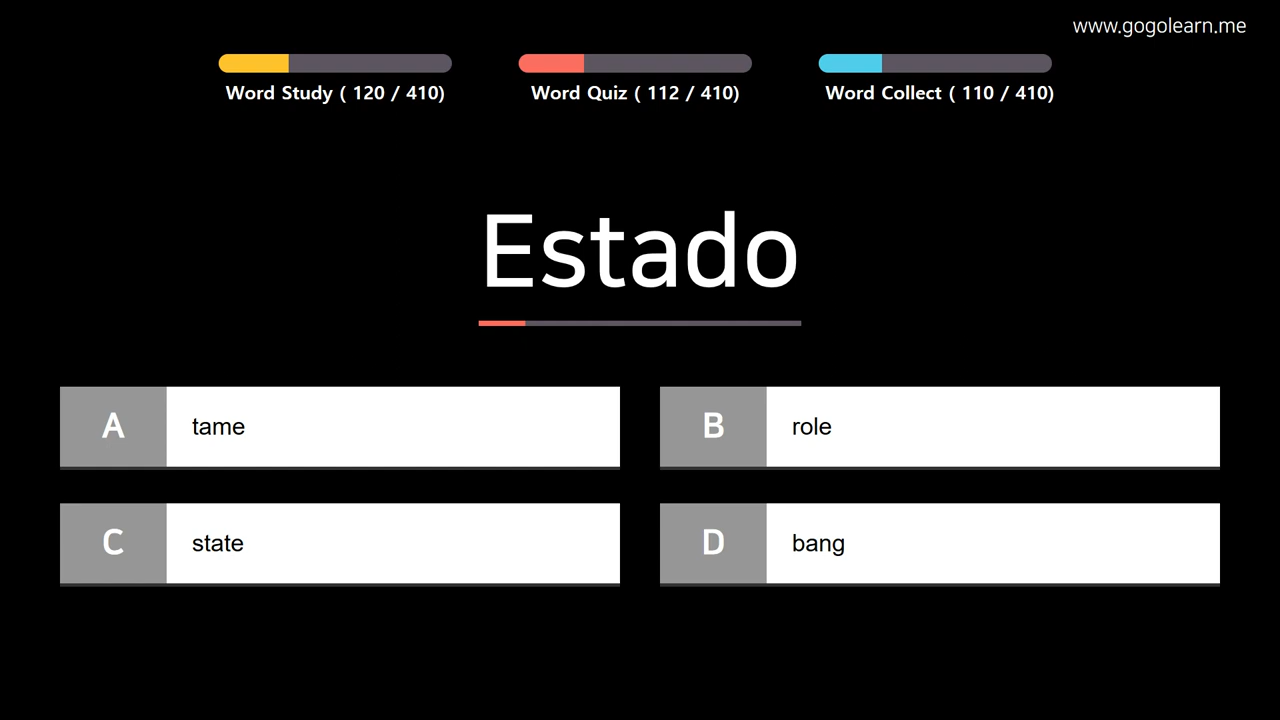 www.gogolearn.me
Word Study ( 120 / 410)
Word Quiz ( 112 / 410)
Word Collect ( 110 / 410)
Estado
A tame
B role
C state
D bang